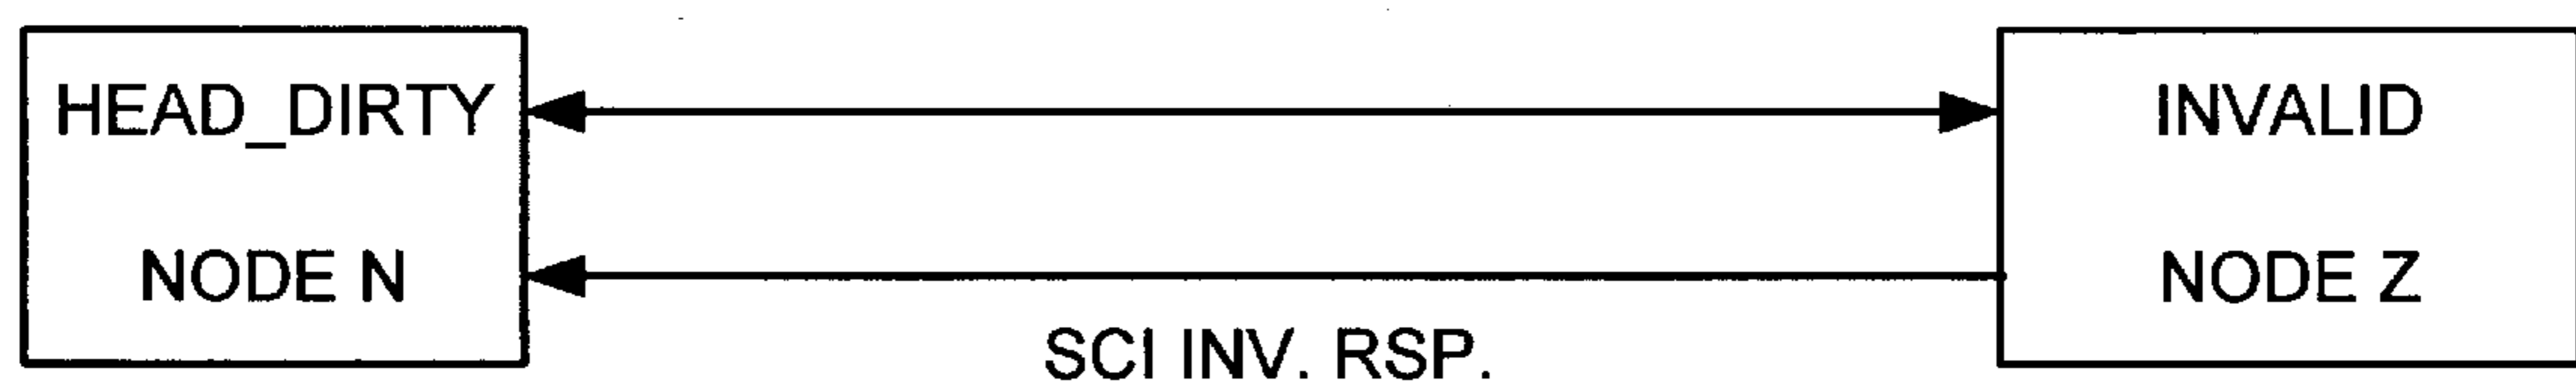 HEAD_DIRTY
NODE N
SCI INV. RSP.
INVALID
NODE Z